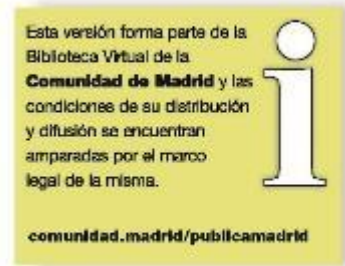 Esta versión forma parte de la
Biblioteca Virtual de la
Comunidad de Madrid y las
condiciones de su distribución
y difusión se encuentran
amparadas por el marco
legal de la misma.
comunidad.madrid/publicamadrid
i